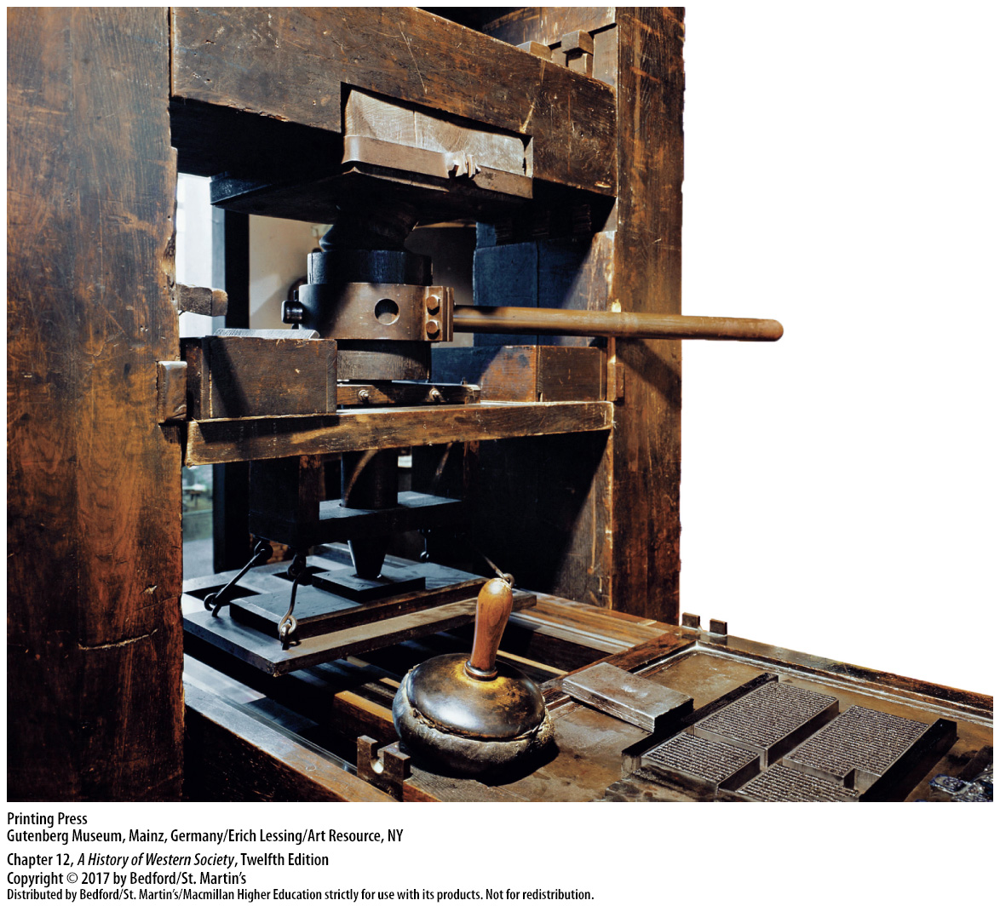 Printing Press
Gutenberg Museum, Mainz, Germany/Erich Lessing/Art Resource, NY
Chapter 12, A History of Western Society, Twelfth Edition
Copyright © 2017 by Bedford/St. Martin’s
Distributed by Bedford/St. Martin’s/Macmillan Higher Education strictly for use with its products. Not for redistribution.